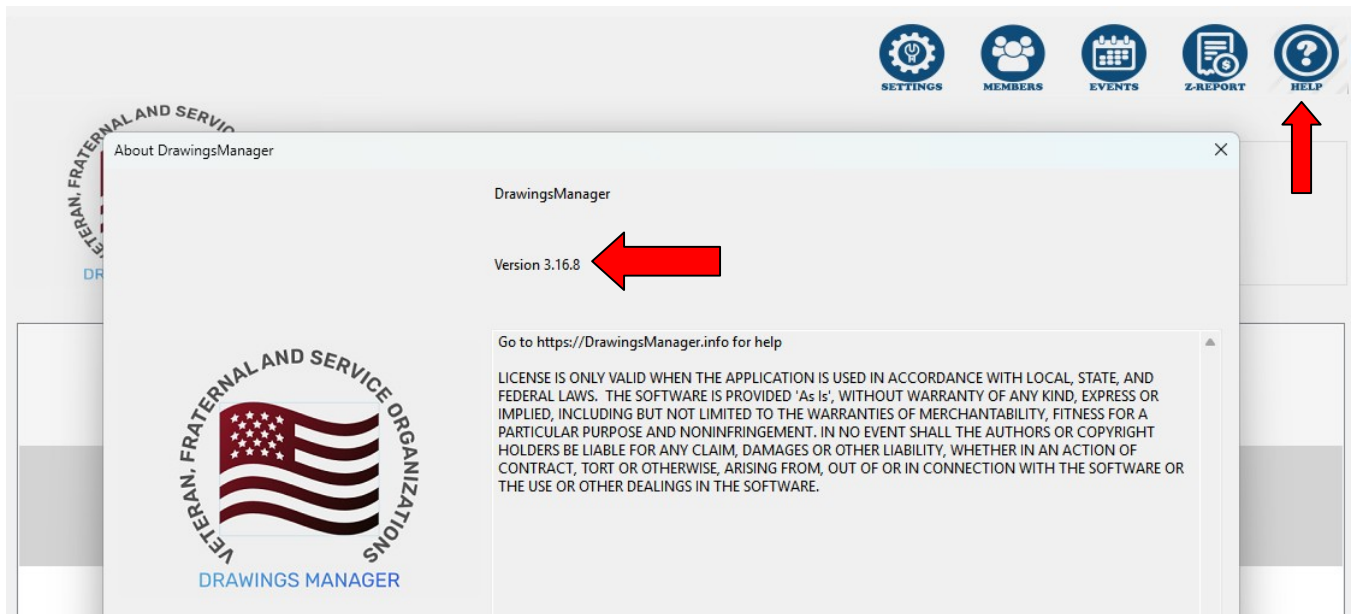 SETTINGS
MEMBERS
EVENTS
Z-REPORT
HELP
VETERAN, FRATERNAL AND SERVIC
DR
About DrawingsManager
DrawingsManager
Version 3.16.8
Go to https://DrawingsManager.info for help
LICENSE IS ONLY VALID WHEN THE APPLICATION IS USED IN ACCORDANCE WITH LOCAL, STATE, AND
FEDERAL LAWS.  THE SOFTWARE IS PROVIDED 'As Is', WITHOUT WARRANTY OF ANY KIND, EXPRESS OR
IMPLIED, INCLUDING BUT NOT LIMITED TO THE WARRANTIES OF MERCHANTABILITY, FITNESS FOR A
PARTICULAR PURPOSE AND NONINFRINGEMENT. IN NO EVENT SHALL THE AUTHORS OR COPYRIGHT
HOLDERS BE LIABLE FOR ANY CLAIM, DAMAGES OR OTHER LIABILITY, WHETHER IN AN ACTION OF
CONTRACT, TORT OR OTHERWISE, ARISING FROM, OUT OF OR IN CONNECTION WITH THE SOFTWARE OR
THE USE OR OTHER DEALINGS IN THE SOFTWARE.
VETERAN, FRATERNAL AND SERVICE ORGANIZATIONS
DRAWINGS MANAGER